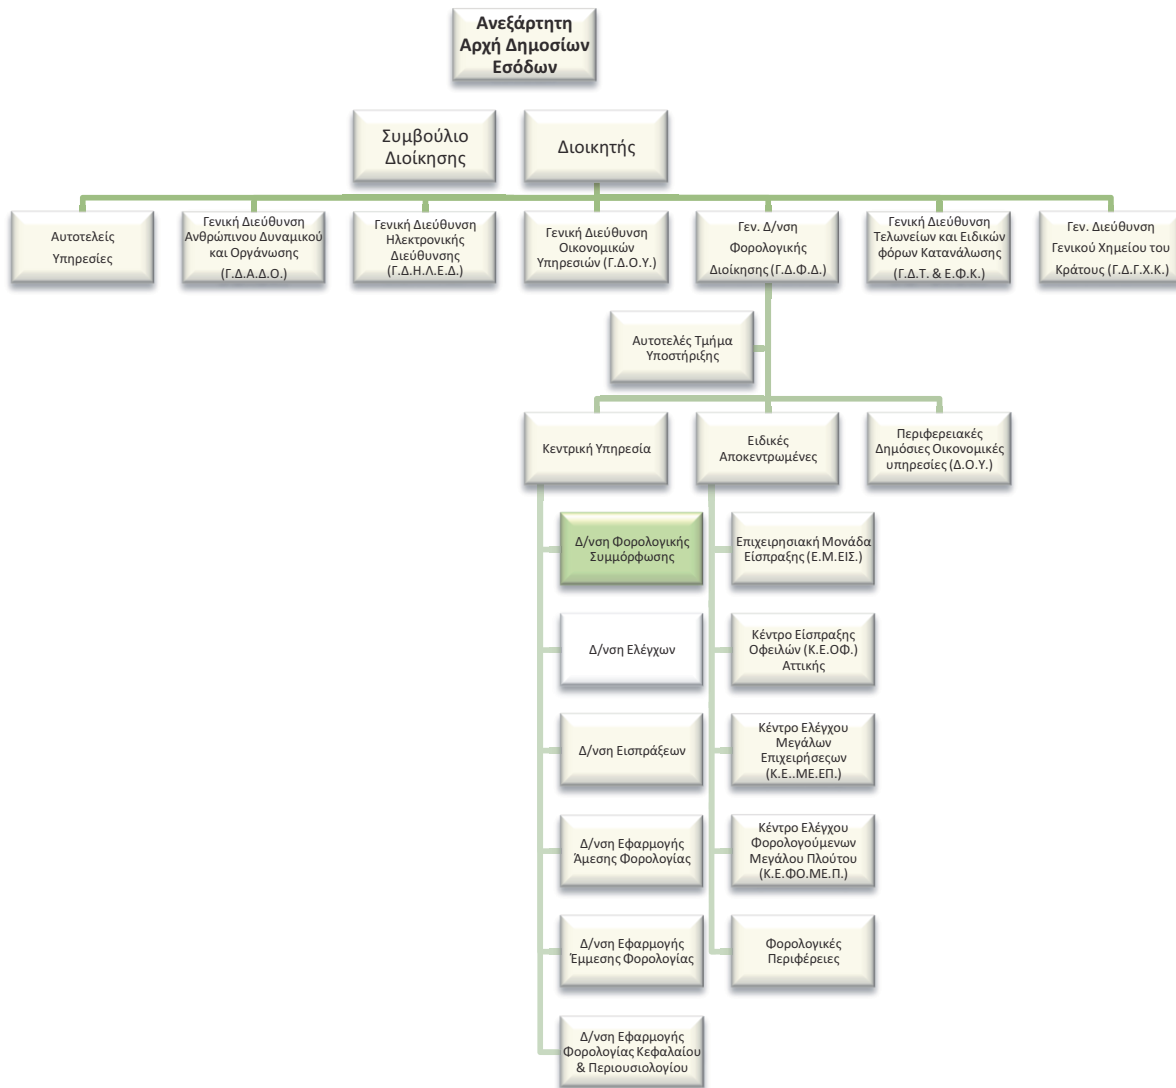 Ανεξάρτητη
Αρχή Δημοσίων
Εσόδων
Συμβούλιο
Διοίκησης
Διοικητής
Αυτοτελείς
Υπηρεσίες
Γενική Διεύθυνση
Ανθρώπινου Δυναμικού
και Οργάνωσης
(Γ.Δ.Α.Δ.Ο.)
Γενική Διεύθυνση
Ηλεκτρονικής
Διεύθυνσης
(Γ.Δ.Η.Λ.Ε.Δ.)
Γενική Διεύθυνση
Οικονομικών
Υπηρεσιών (Γ.Δ.Ο.Υ.)
Γεν. Δ/νση
Φορολογικής
Διοίκησης (Γ.Δ.Φ.Δ.)
Γενική Διεύθυνση
Τελωνείων και Ειδικών
φόρων Κατανάλωσης
(Γ.Δ.Τ. & Ε.Φ.Κ.)
Γεν. Διεύθυνση
Γενικού Χημείου του
Κράτους (Γ.Δ.Γ.Χ.Κ.)
Αυτοτελές Τμήμα
Υποστήριξης
Κεντρική Υπηρεσία
Ειδικές
Αποκεντρωμένες
Περιφερειακές
Δημόσιες Οικονομικές
υπηρεσίες (Δ.Ο.Υ.)
Δ/νση Φορολογικής
Συμμόρφωσης
Δ/νση Ελέγχων
Δ/νση Εισπράξεων
Δ/νση Εφαρμογής
Άμεσης Φορολογίας
Δ/νση Εφαρμογής
Έμμεσης Φορολογίας
Δ/νση Εφαρμογής
Φορολογίας Κεφαλαίου
& Περιουσιολογίου
Επιχειρησιακή Μονάδα
Είσπραξης (Ε.Μ.ΕΙΣ.)
Κέντρο Είσπραξης
Οφειλών (Κ.Ε.ΟΦ.)
Αττικής
Κέντρο Ελέγχου
Μεγάλων
Επιχειρήσεςων
(Κ.Ε..ΜΕ.ΕΠ.)
Κέντρο Ελέγχου
Φορολογούμενων
Μεγάλου Πλούτου
(Κ.Ε.ΦΟ.ΜΕ.Π.)
Φορολογικές
Περιφέρειες